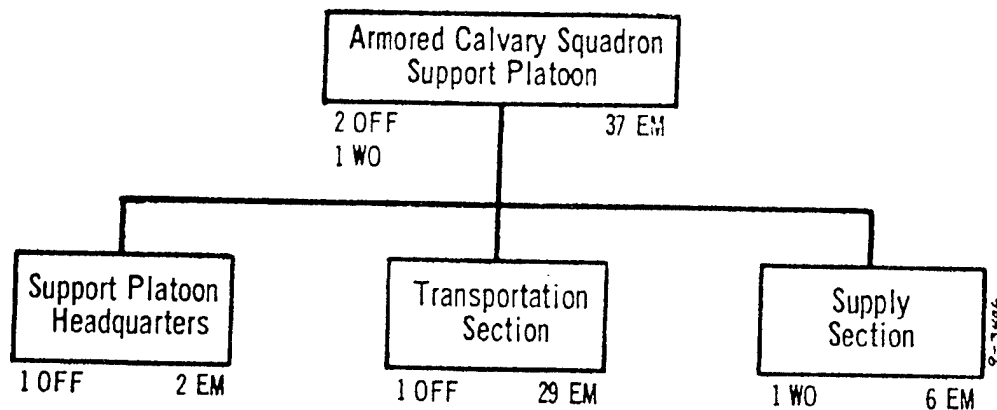 Armored Calvary Squadron
Support Platoon
2 OFF 37 EM
1 WO
Support Platoon
Headquarters
1 OFF 2 EM
Transportation
Section
1 OFF 29 EM
Supply
Section
1 WO 6 EM